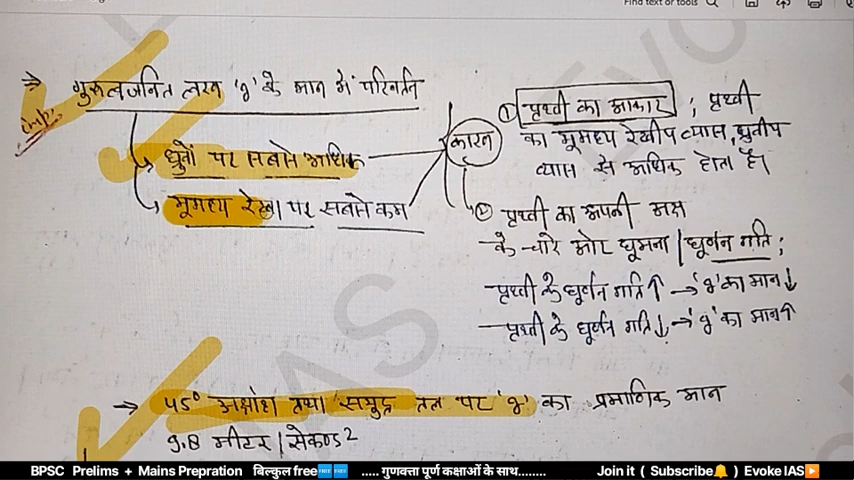 Find text or tools
⇒ गुरुत्वजनित त्वरण 'g' के मान में परिवर्तन
Imp.
ध्रुवों पर सबसे अधिक
भूमध्य रेखा पर सबसे कम
कारन
① पृथ्वी का आकार ; पृथ्वी
का भूमध्य रेखीय व्यास, ध्रुवीय
व्यास से अधिक होता है।
② पृथ्वी का अपनी अक्ष
के चारे ओर घूमना | घूर्णन गति ;
- पृथ्वी के घूर्णन गति ↑ → 'g' का मान ↓
- पृथ्वी के घूर्णन गति ↓ → 'g' का मान ↑
→ 45° अक्षांश तथा समुद्र तल पर 'g' का प्रमाणिक मान
9.8 मीटर | सेकण्ड2
BPSC Prelims + Mains Prepration बिल्कुल free🆓🆓 ..... गुणवत्ता पूर्ण कक्षाओं के साथ........ Join it ( Subscribe🔔 ) Evoke IAS▶️